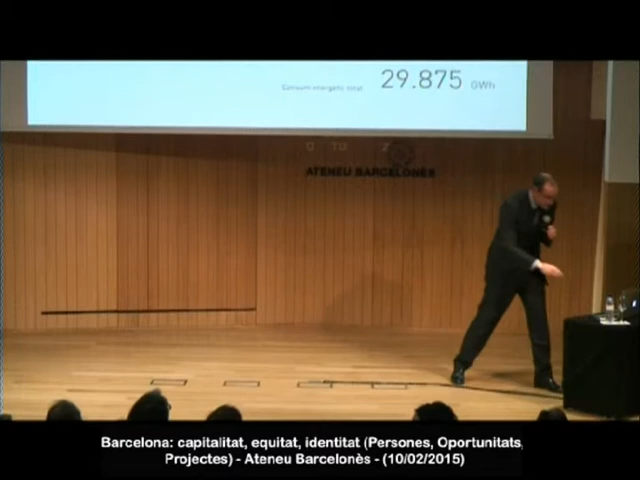 Consum energètic total 29.875 GWh
ATENEU BARCELONÈS
Barcelona: capitalitat, equitat, identitat (Persones, Oportunitats,
Projectes) - Ateneu Barcelonès - (10/02/2015)